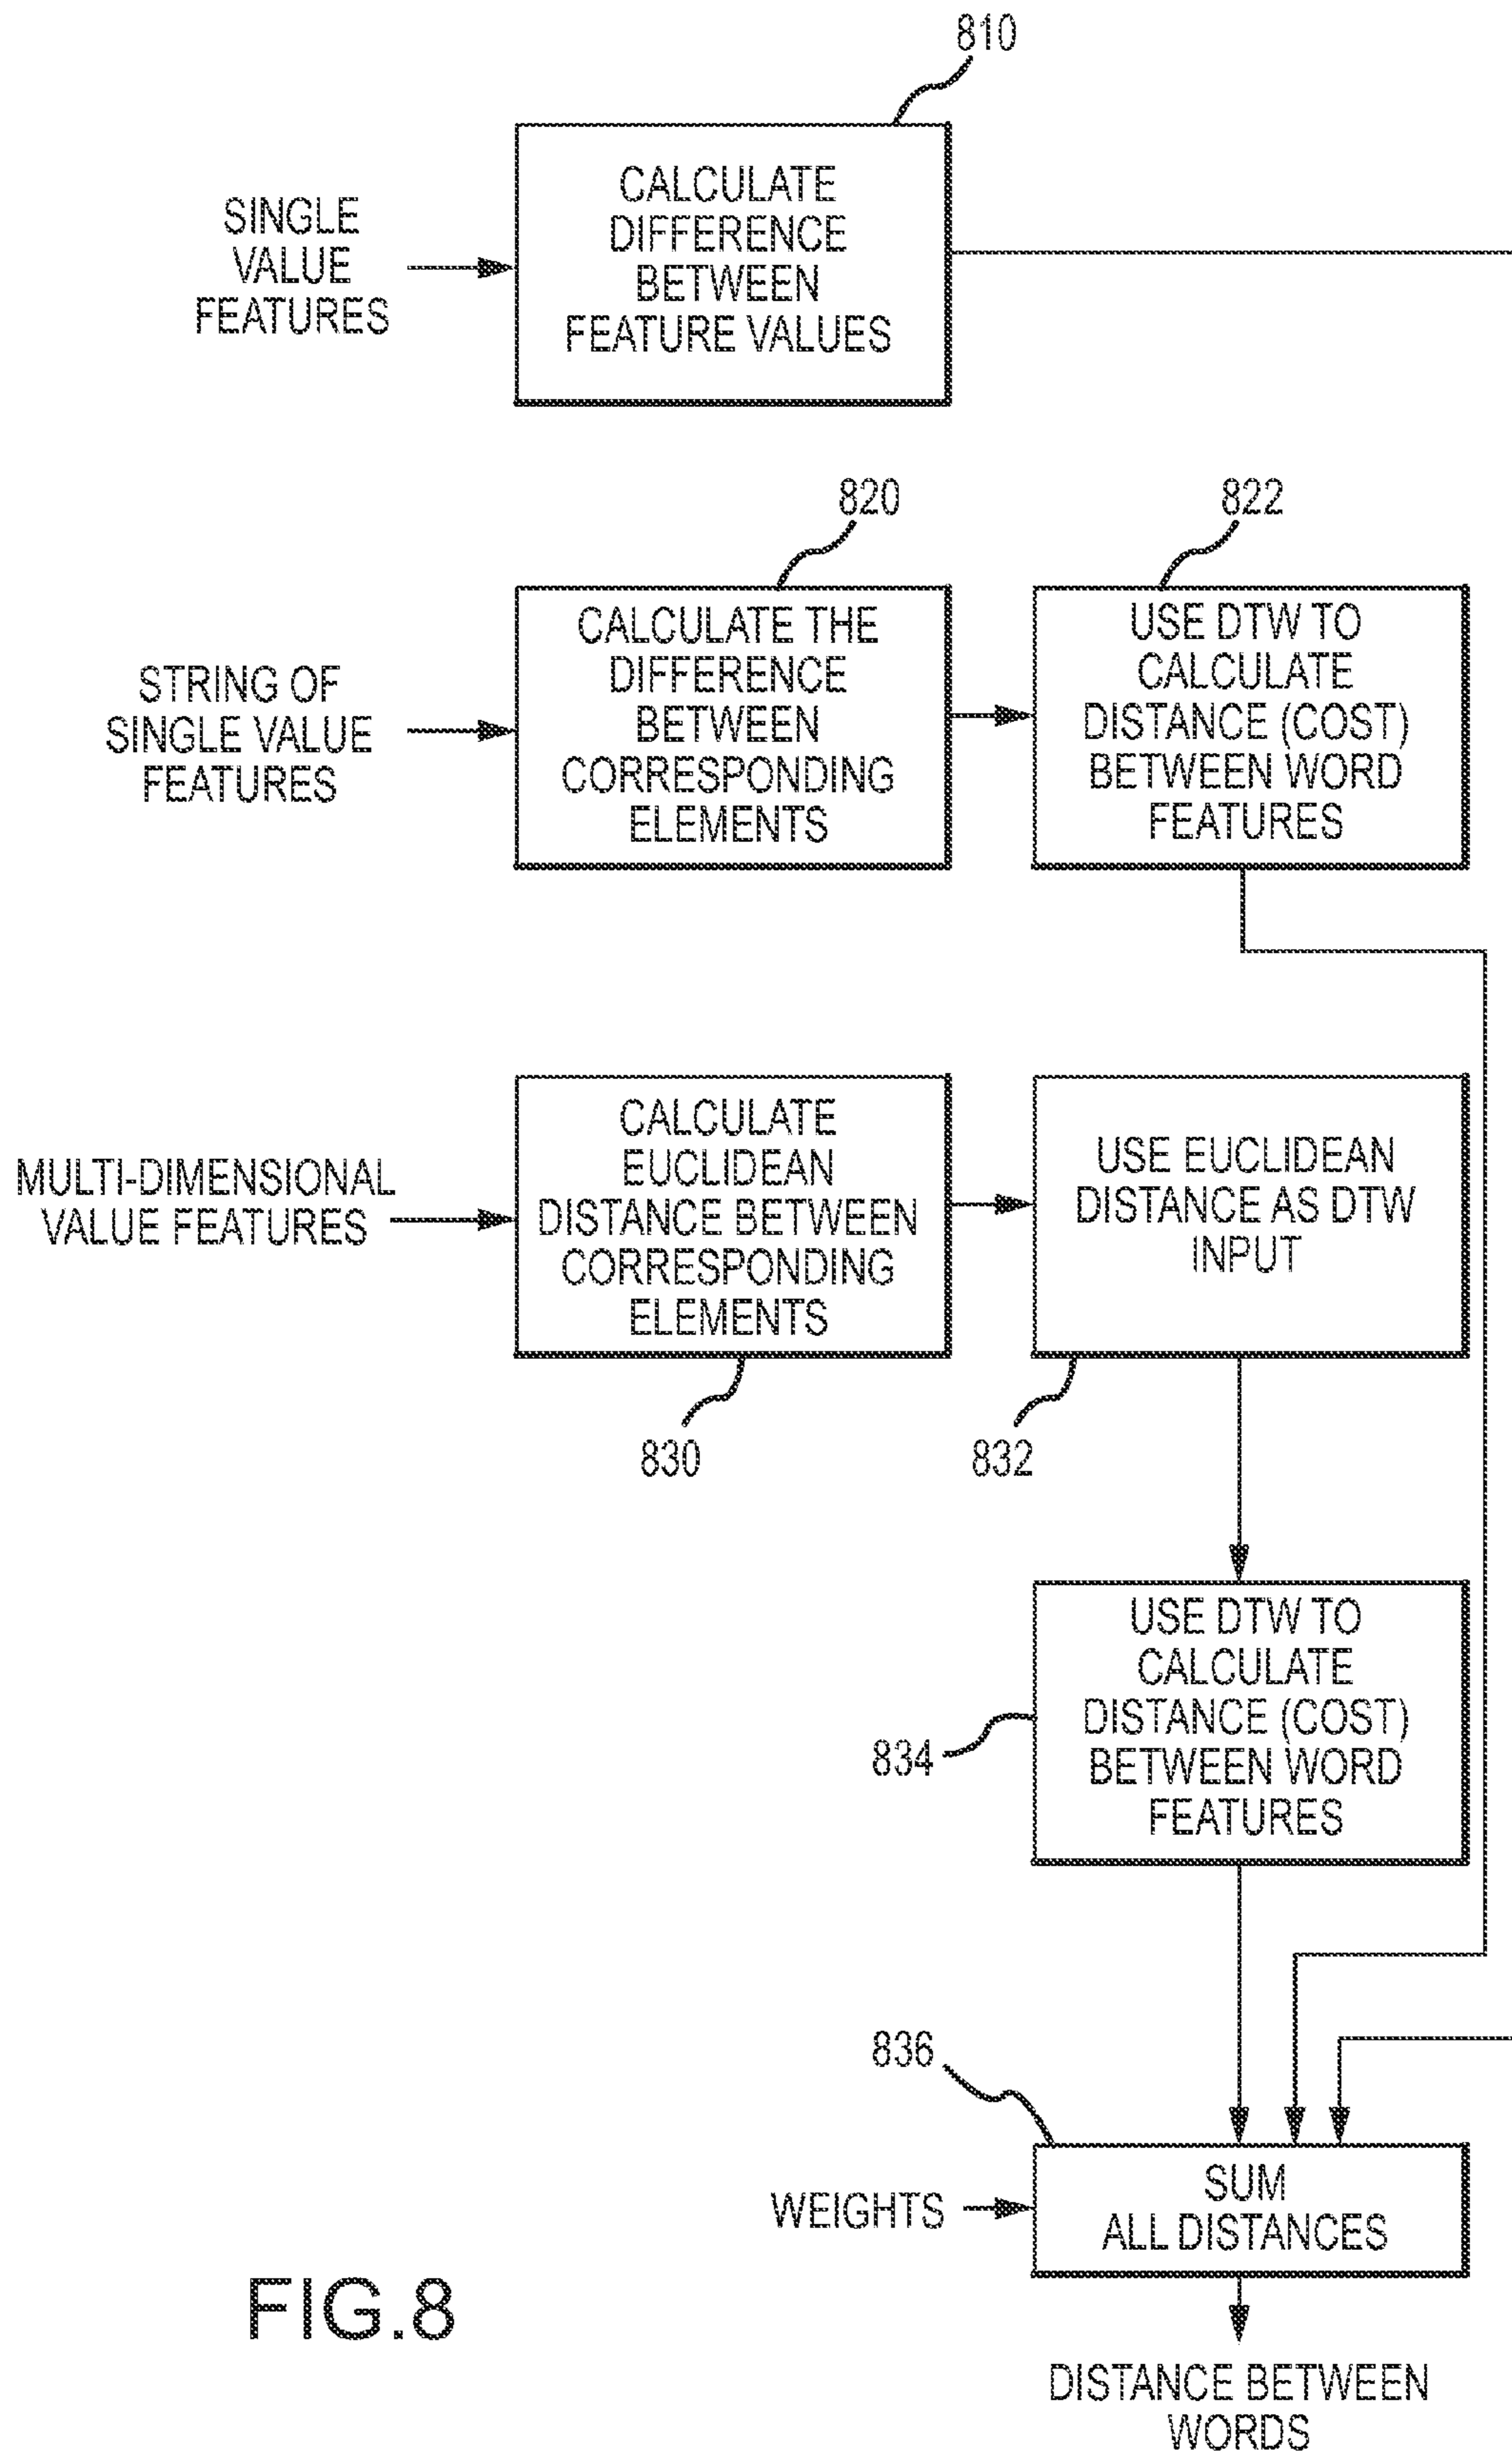 810
SINGLE
VALUE
FEATURES
CALCULATE
DIFFERENCE
BETWEEN
FEATURE VALUES
820
822
STRING OF
SINGLE VALUE
FEATURES
CALCULATE THE
DIFFERENCE
BETWEEN
CORRESPONDING
ELEMENTS
USE DTW TO
CALCULATE
DISTANCE (COST)
BETWEEN WORD
FEATURES
MULTI-DIMENSIONAL
VALUE FEATURES
CALCULATE
EUCLIDEAN
DISTANCE BETWEEN
CORRESPONDING
ELEMENTS
USE EUCLIDEAN
DISTANCE AS DTW
INPUT
830
832
USE DTW TO
CALCULATE
DISTANCE (COST)
BETWEEN WORD
FEATURES
834
836
WEIGHTS
SUM
ALL DISTANCES
FIG.8
DISTANCE BETWEEN
WORDS